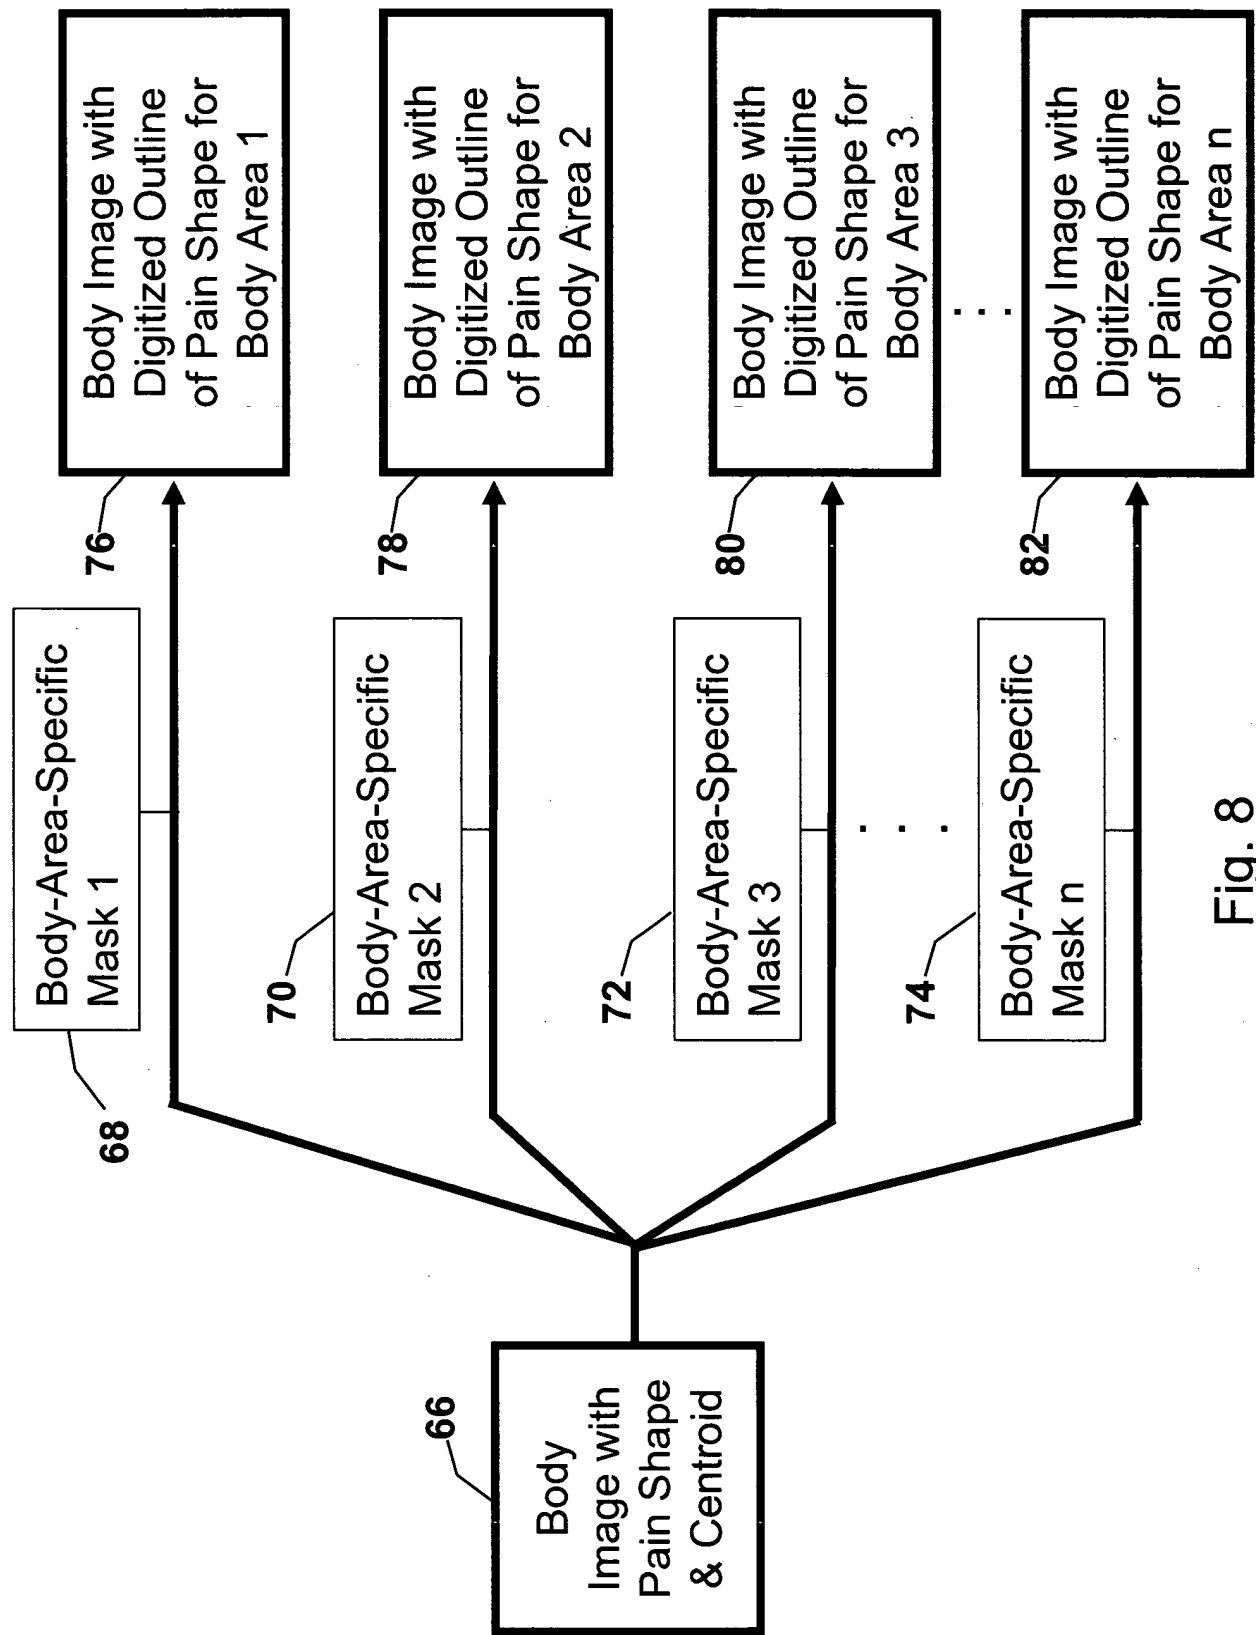 66
Body
Image with
Pain Shape
& Centroid
68
Body-Area-Specific
Mask 1
76
Body Image with
Digitized Outline
of Pain Shape for
Body Area 1
70
Body-Area-Specific
Mask 2
78
Body Image with
Digitized Outline
of Pain Shape for
Body Area 2
72
Body-Area-Specific
Mask 3
80
Body Image with
Digitized Outline
of Pain Shape for
Body Area 3
. . .
. . .
74
Body-Area-Specific
Mask n
82
Body Image with
Digitized Outline
of Pain Shape for
Body Area n
Fig. 8